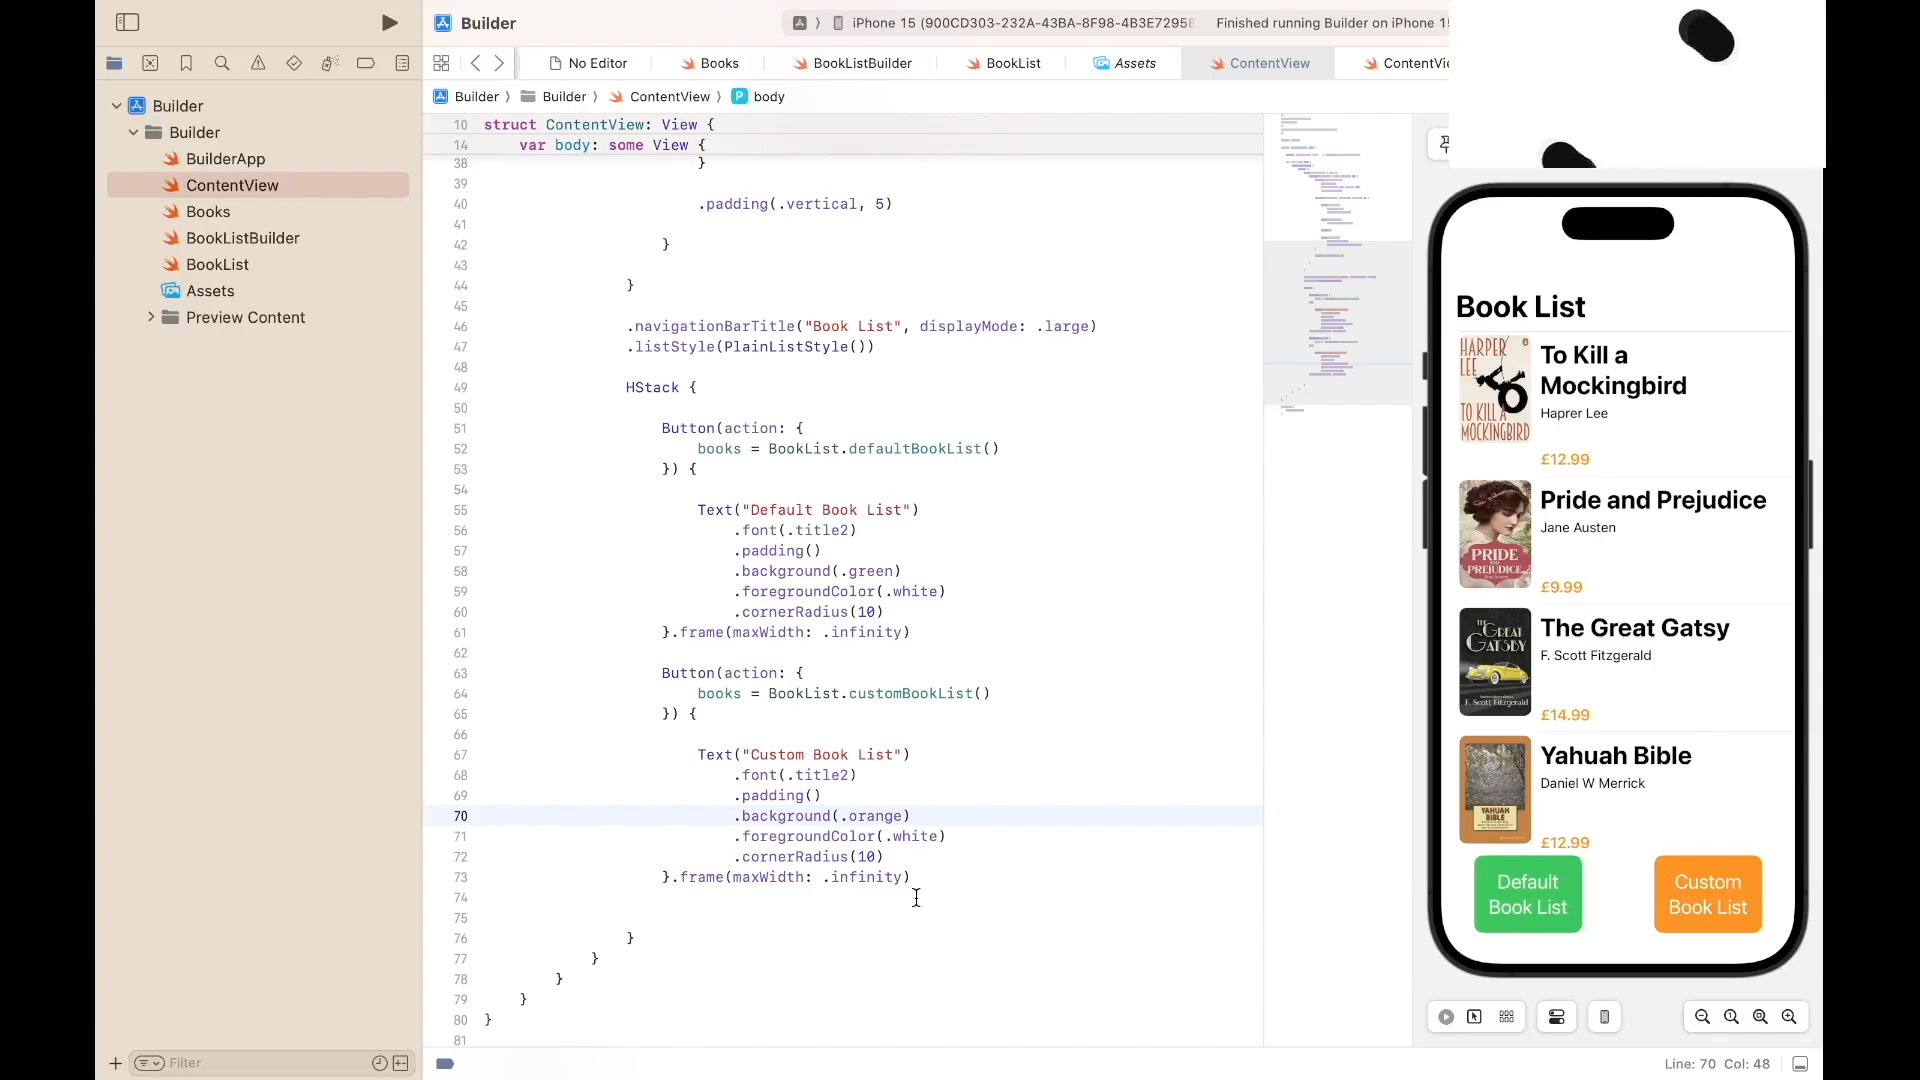 Builder
iPhone 15 (900CD303-232A-43BA-8F98-4B3E7295
Finished running Builder on iPhone 1
No Editor
Books
BookListBuilder
BookList
Assets
ContentView
ContentVi
Builder
Builder
BuilderApp
ContentView
Books
BookListBuilder
BookList
Assets
Preview Content
Filter
Builder ⟩ Builder ⟩ ContentView ⟩ P body
10 struct ContentView: View {
14 var body: some View {
38 }
39
40 .padding(.vertical, 5)
41
42 }
43
44 }
45
46 .navigationBarTitle("Book List", displayMode: .large)
47 .listStyle(PlainListStyle())
48
49 HStack {
50
51 Button(action: {
52 books = BookList.defaultBookList()
53 }) {
54
55 Text("Default Book List")
56 .font(.title2)
57 .padding()
58 .background(.green)
59 .foregroundColor(.white)
60 .cornerRadius(10)
61 }.frame(maxWidth: .infinity)
62
63 Button(action: {
64 books = BookList.customBookList()
65 }) {
66
67 Text("Custom Book List")
68 .font(.title2)
69 .padding()
70 .background(.orange)
71 .foregroundColor(.white)
72 .cornerRadius(10)
73 }.frame(maxWidth: .infinity)
74
75
76 }
77 }
78 }
79 }
80 }
81
Book List
HARPER
LEE
TO KILL A
MOCKINGBIRD
To Kill a
Mockingbird
Haprer Lee
£12.99
PRIDE
AND
PREJUDICE
Pride and Prejudice
Jane Austen
£9.99
THE
GREAT
GATSBY
F. Scott Fitzgerald
The Great Gatsy
F. Scott Fitzgerald
£14.99
YAHUAH
BIBLE
Yahuah Bible
Daniel W Merrick
£12.99
Default
Book List
Custom
Book List
Line: 70 Col: 48